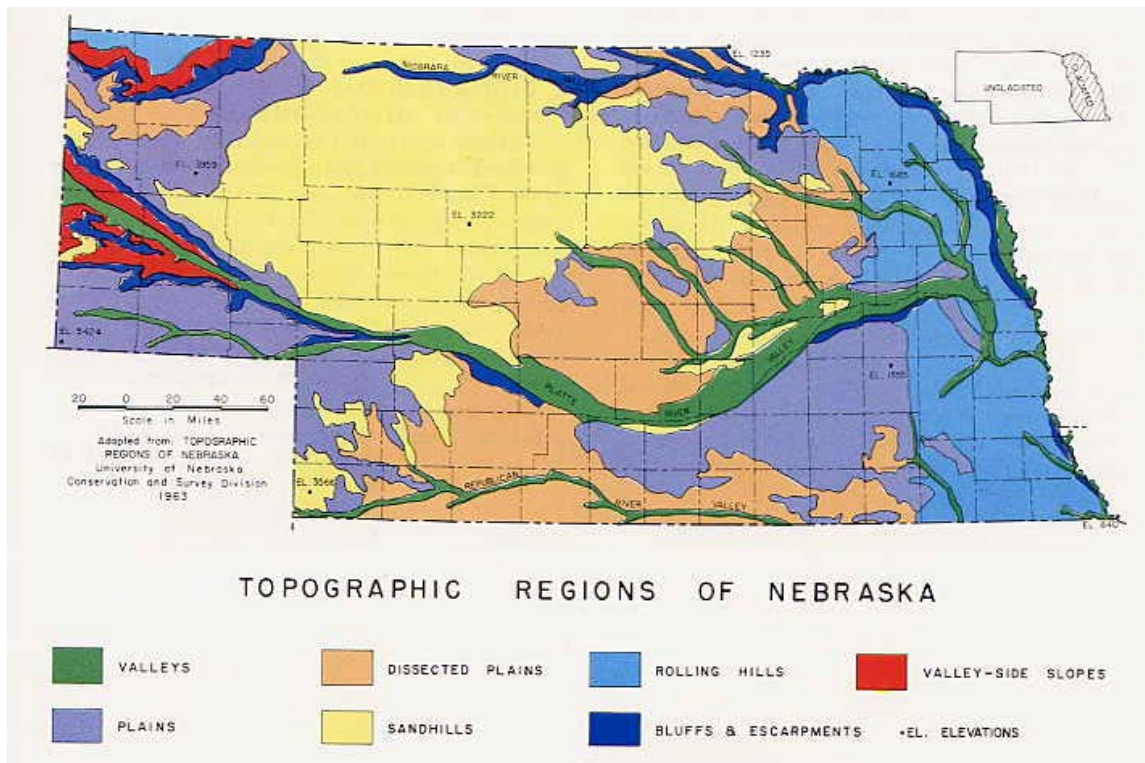 EL. 1235
NIOBRARA
RIVER
UNGLACIATED
GLACIATED
EL. 3959
EL. 1685
EL. 3222
EL. 5424
EL. 1555
PLATTE
RIVER
VALLEY
20 0 20 40 60
Scale in Miles
Adapted from: TOPOGRAPHIC
REGIONS OF NEBRASKA
University of Nebraska
Conservation and Survey Division
1963
EL. 3566
REPUBLICAN
RIVER
VALLEY
EL. 840
TOPOGRAPHIC REGIONS OF NEBRASKA
VALLEYS
DISSECTED PLAINS
ROLLING HILLS
VALLEY-SIDE SLOPES
PLAINS
SANDHILLS
BLUFFS & ESCARPMENTS
•EL. ELEVATIONS